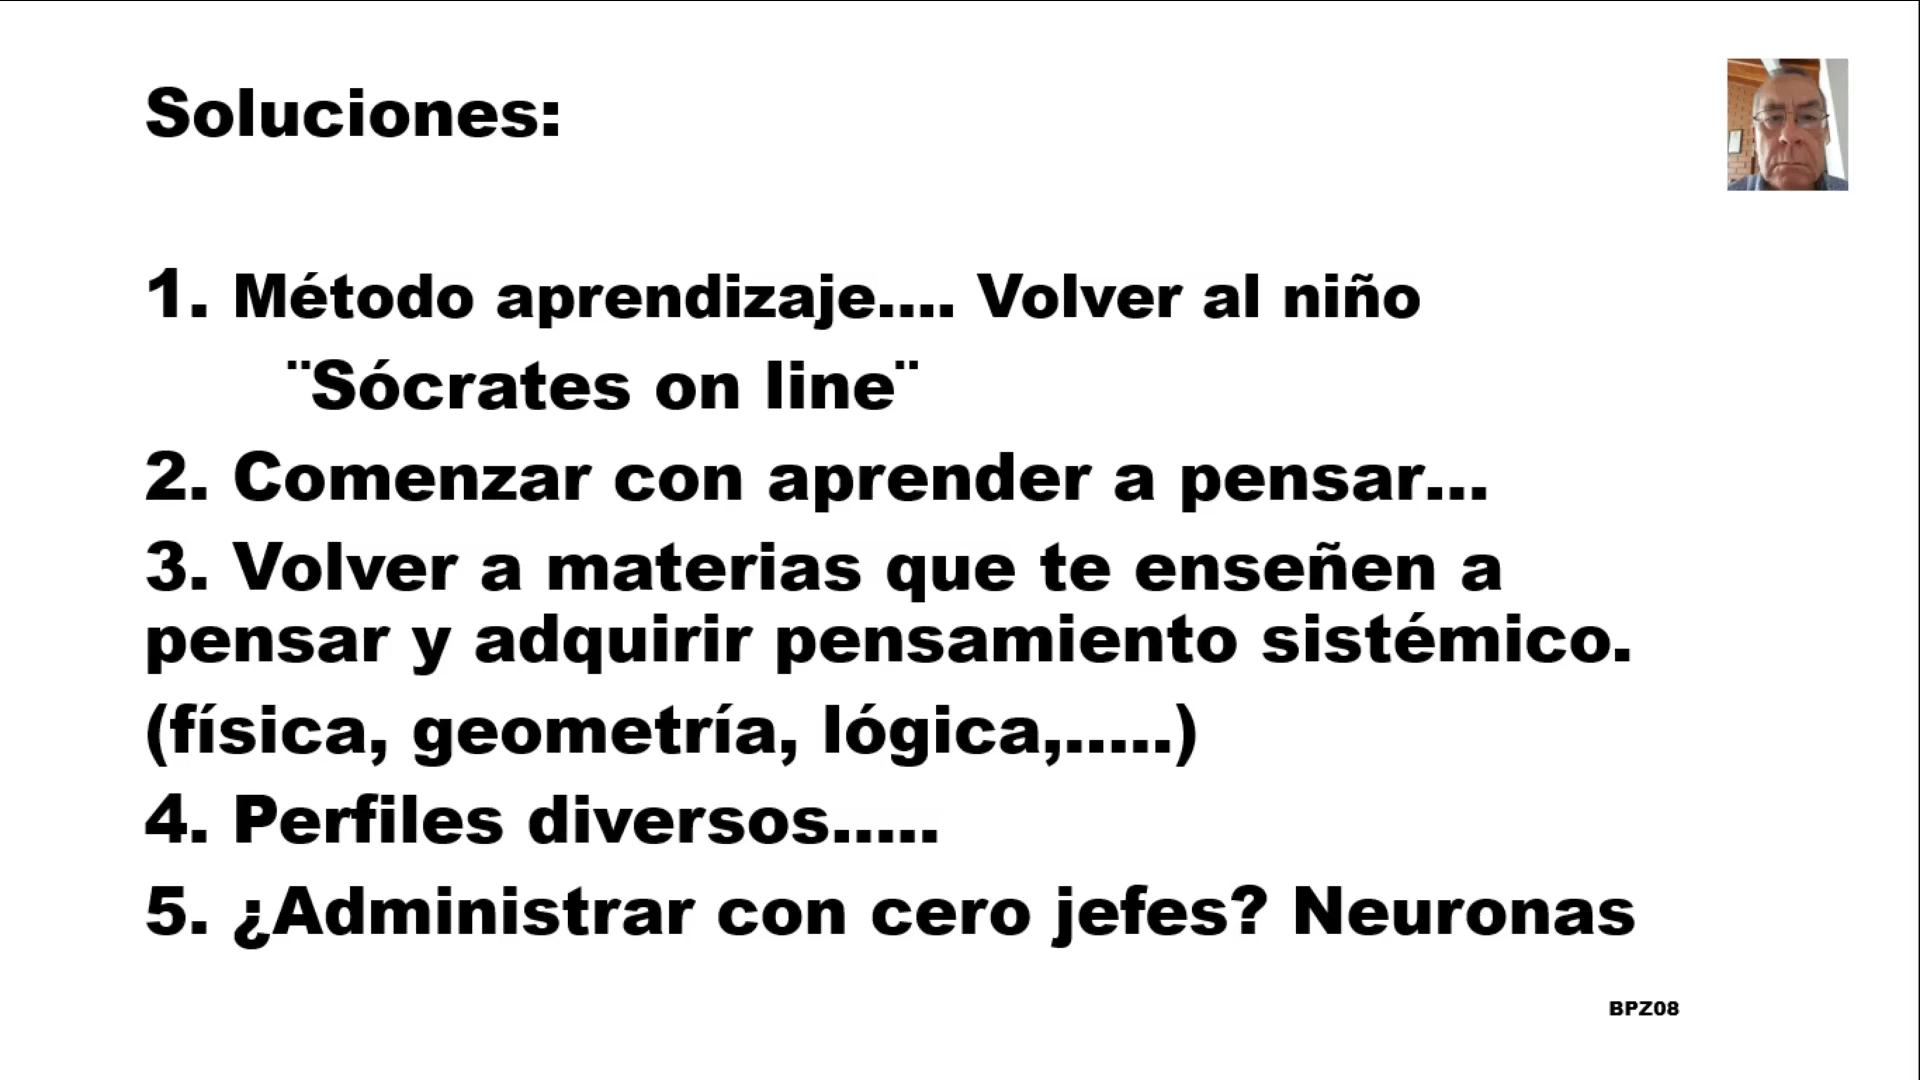 Soluciones:
1. Método aprendizaje.... Volver al niño
¨Sócrates on line¨
2. Comenzar con aprender a pensar...
3. Volver a materias que te enseñen a
pensar y adquirir pensamiento sistémico.
(física, geometría, lógica,.....)
4. Perfiles diversos.....
5. ¿Administrar con cero jefes? Neuronas
BPZ08